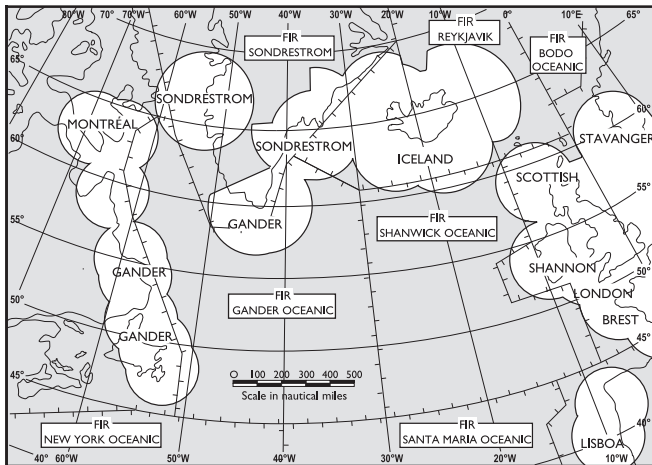 80°W 70°W 60°W 50°W 40°W 30°W 20°W 10°W 0° 10°E 65°
FIR
SONDRESTROM
FIR
REYKJAVIK
FIR
BODO
OCEANIC
65°
60°
55°
50°
45°
SONDRESTROM
MONTRÉAL
SONDRESTROM
ICELAND
STAVANGER
SCOTTISH
GANDER
FIR
SHANWICK OCEANIC
SHANNON
GANDER
FIR
GANDER OCEANIC
LONDON
BREST
GANDER
0 100 200 300 400 500
Scale in nautical miles
60°
55°
50°
45°
40°
FIR
NEW YORK OCEANIC
FIR
SANTA MARIA OCEANIC
LISBOA
40° 60°W 50°W 40°W 30°W 20°W 10°W